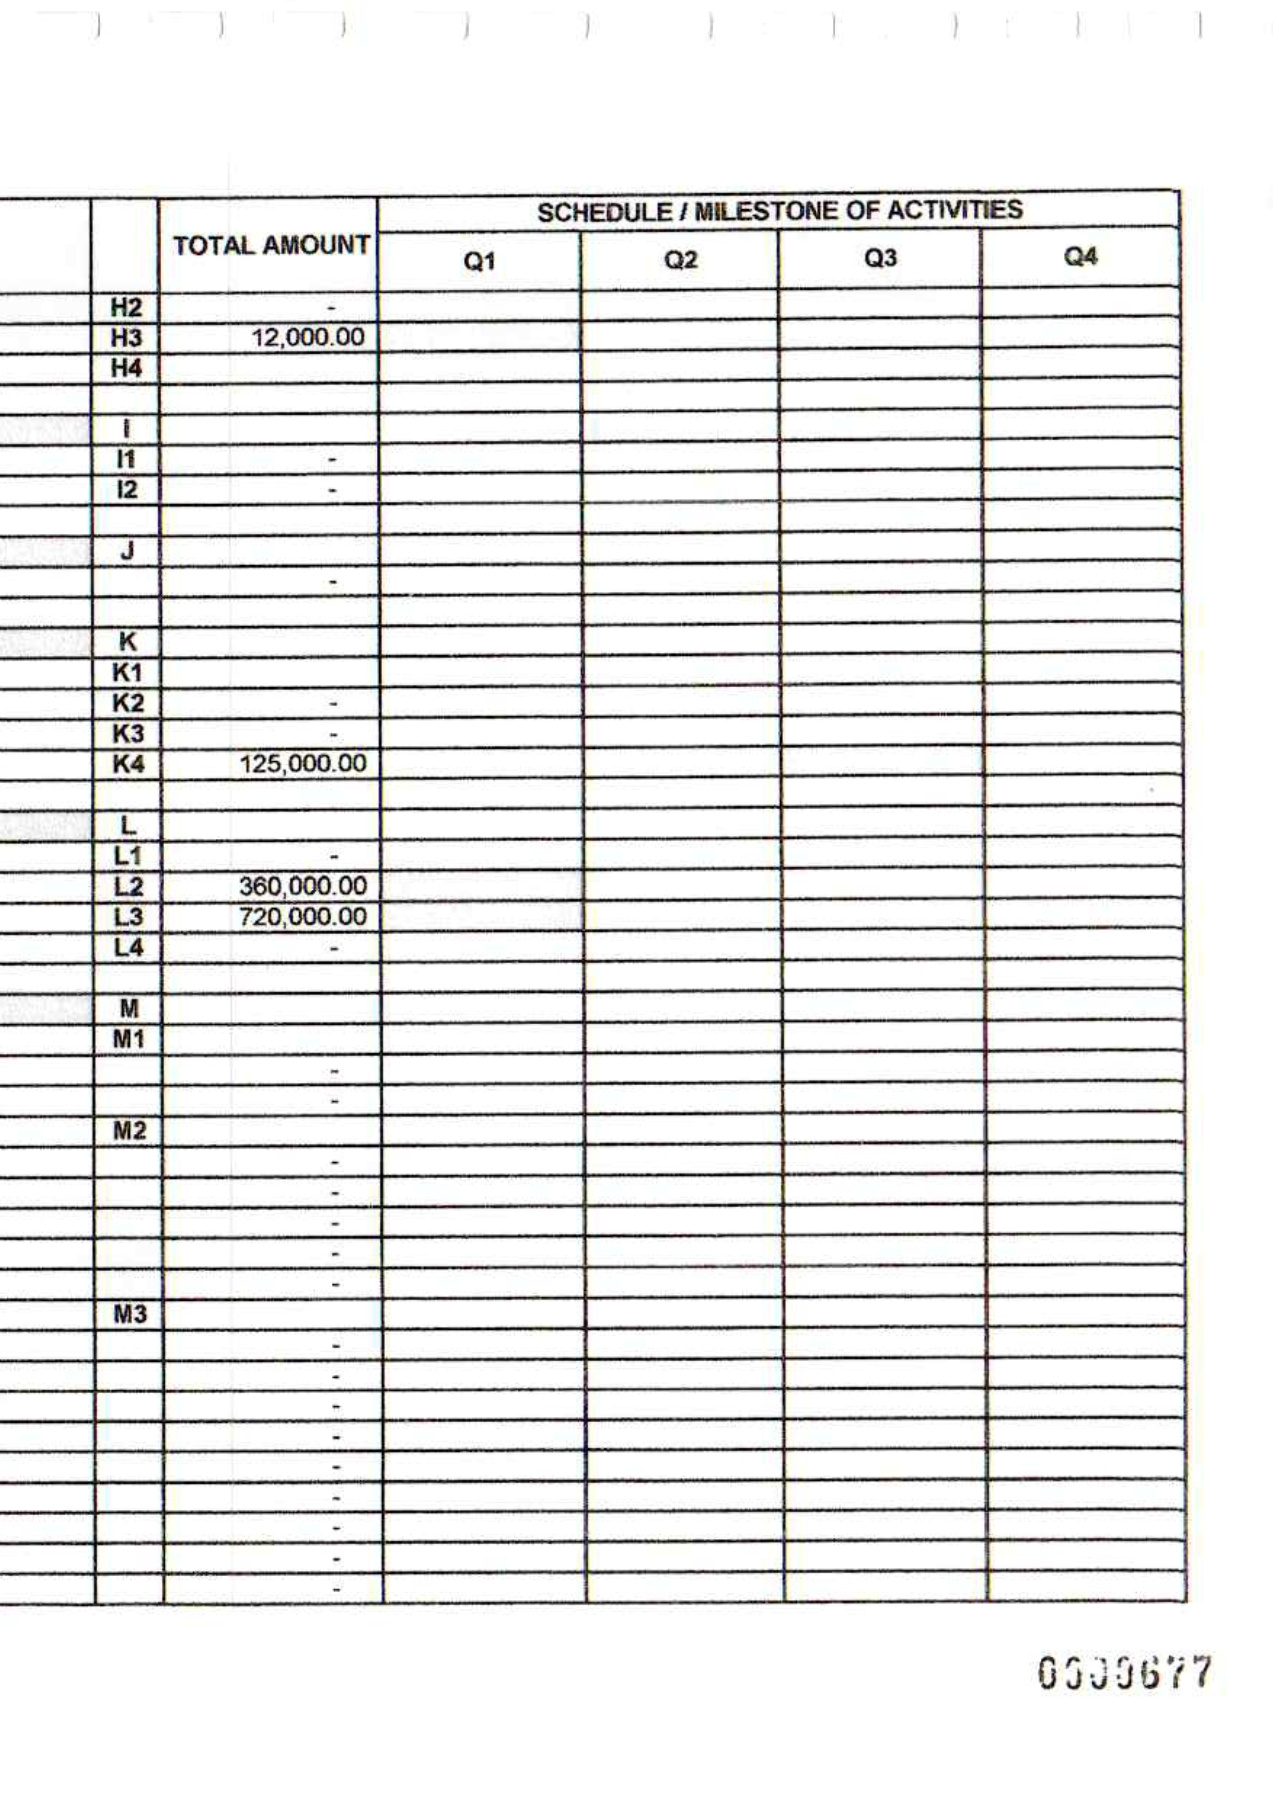 SCHEDULE / MILESTONE OF ACTIVITIES
TOTAL AMOUNT Q1 Q2 Q3 Q4
H2 -
H3 12,000.00
H4
I
I1 -
I2 -
J
-
K
K1
K2 -
K3 -
K4 125,000.00
L
L1 -
L2 360,000.00
L3 720,000.00
L4 -
M
M1
-
-
M2
-
-
-
-
-
M3
-
-
-
-
-
-
-
-
-
0000677